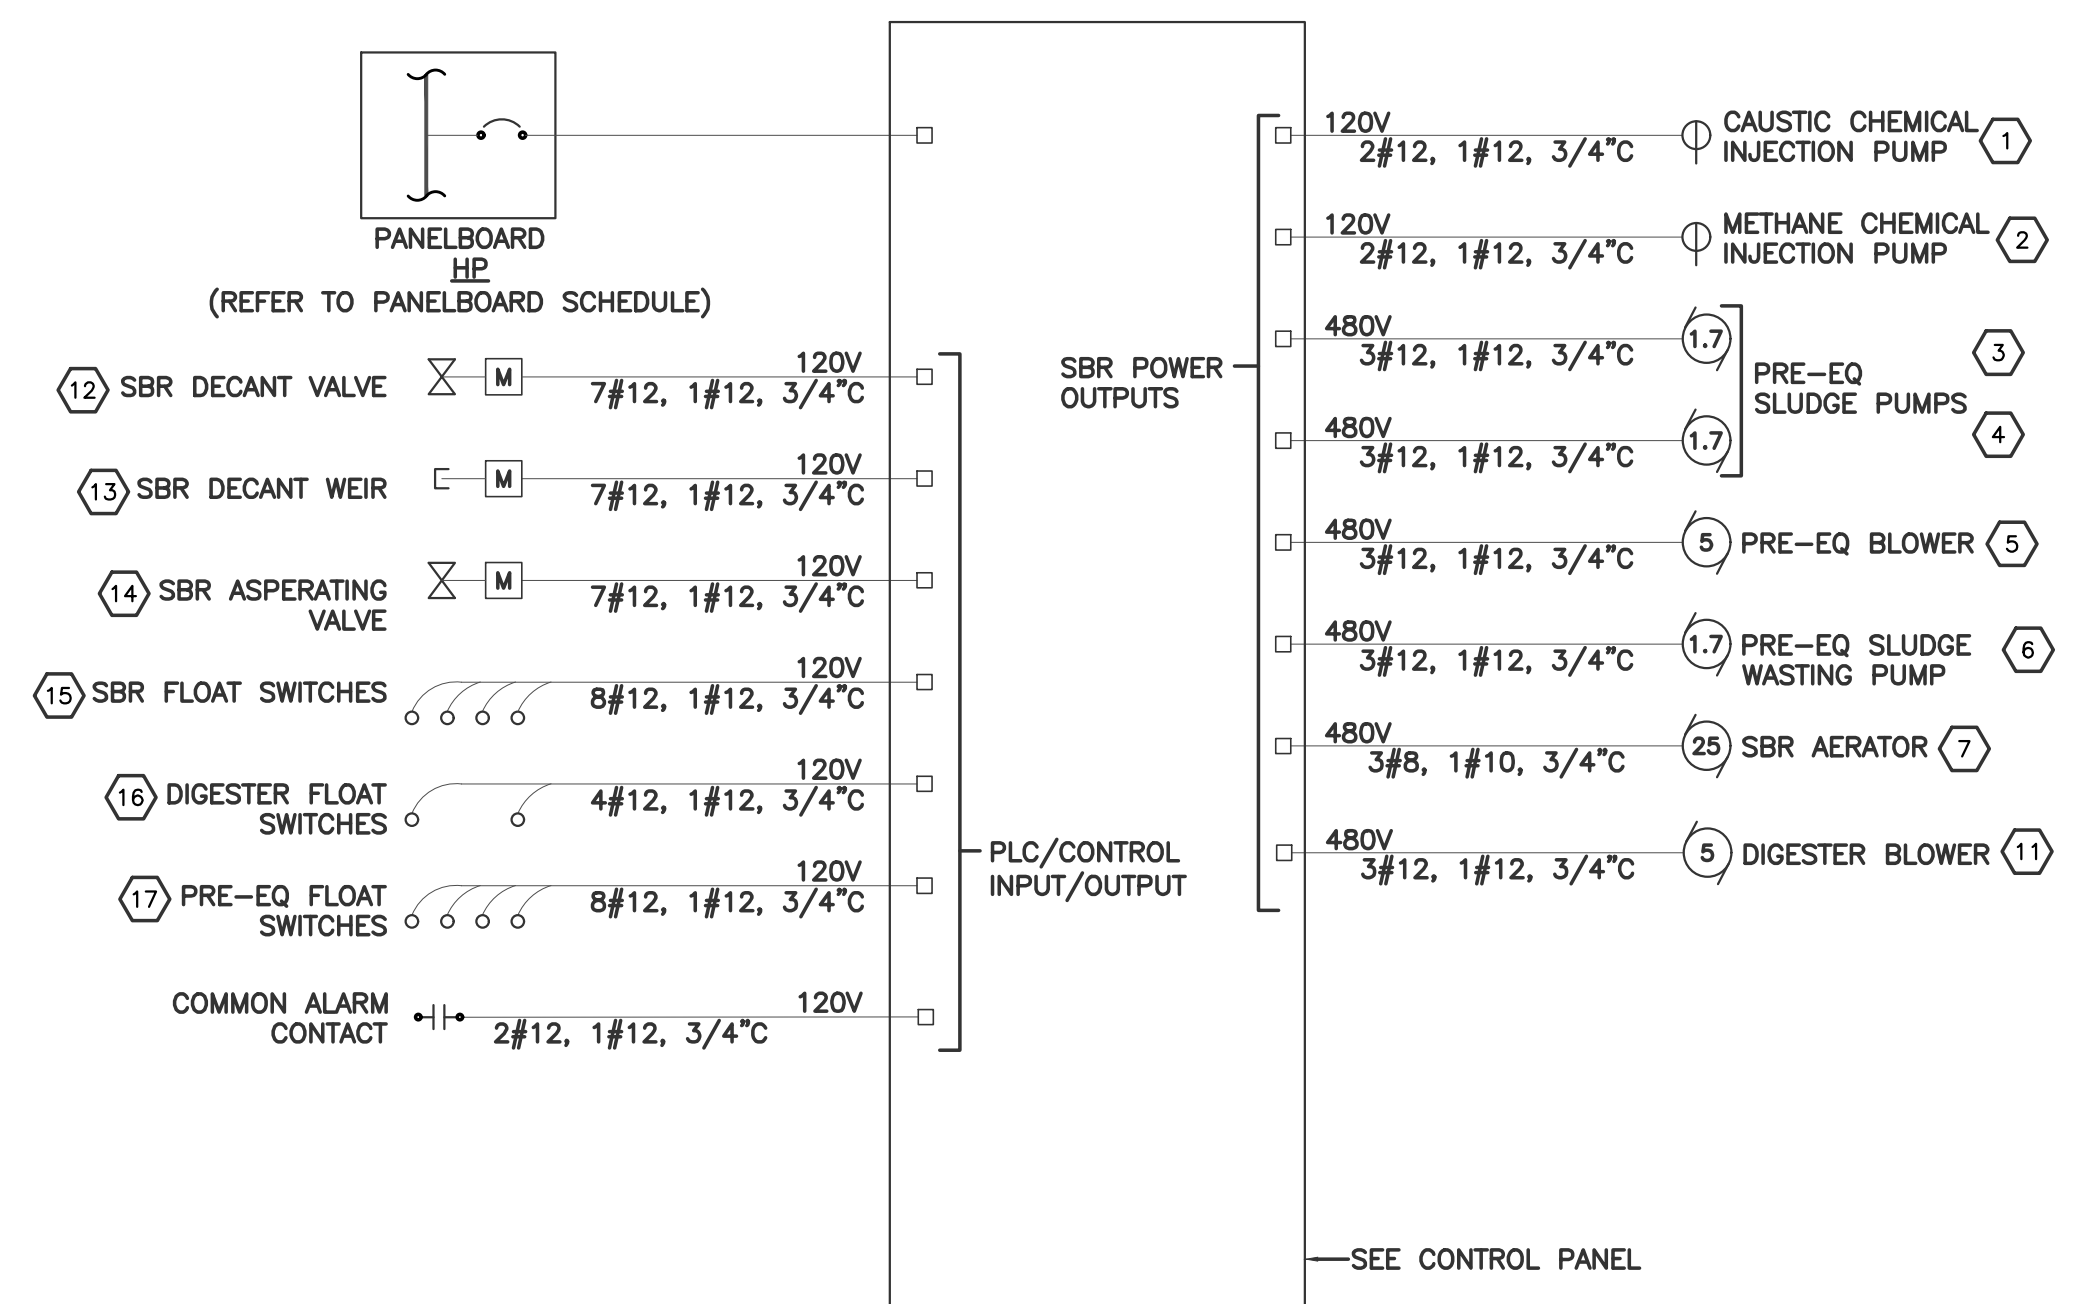 PANELBOARD
HP
(REFER TO PANELBOARD SCHEDULE)
12 SBR DECANT VALVE M 120V
7#12, 1#12, 3/4"C
13 SBR DECANT WEIR M 120V
7#12, 1#12, 3/4"C
14 SBR ASPERATING
VALVE M 120V
7#12, 1#12, 3/4"C
15 SBR FLOAT SWITCHES 120V
8#12, 1#12, 3/4"C
16 DIGESTER FLOAT
SWITCHES 120V
4#12, 1#12, 3/4"C
17 PRE-EQ FLOAT
SWITCHES 120V
8#12, 1#12, 3/4"C
COMMON ALARM
CONTACT 120V
2#12, 1#12, 3/4"C
PLC/CONTROL
INPUT/OUTPUT
SBR POWER
OUTPUTS
120V
2#12, 1#12, 3/4"C
CAUSTIC CHEMICAL
INJECTION PUMP 1
120V
2#12, 1#12, 3/4"C
METHANE CHEMICAL
INJECTION PUMP 2
480V
3#12, 1#12, 3/4"C
1.7
3
480V
3#12, 1#12, 3/4"C
1.7
PRE-EQ
SLUDGE PUMPS
4
480V
3#12, 1#12, 3/4"C
5 PRE-EQ BLOWER 5
480V
3#12, 1#12, 3/4"C
1.7 PRE-EQ SLUDGE
WASTING PUMP 6
480V
3#8, 1#10, 3/4"C
25 SBR AERATOR 7
480V
3#12, 1#12, 3/4"C
5 DIGESTER BLOWER 11
SEE CONTROL PANEL